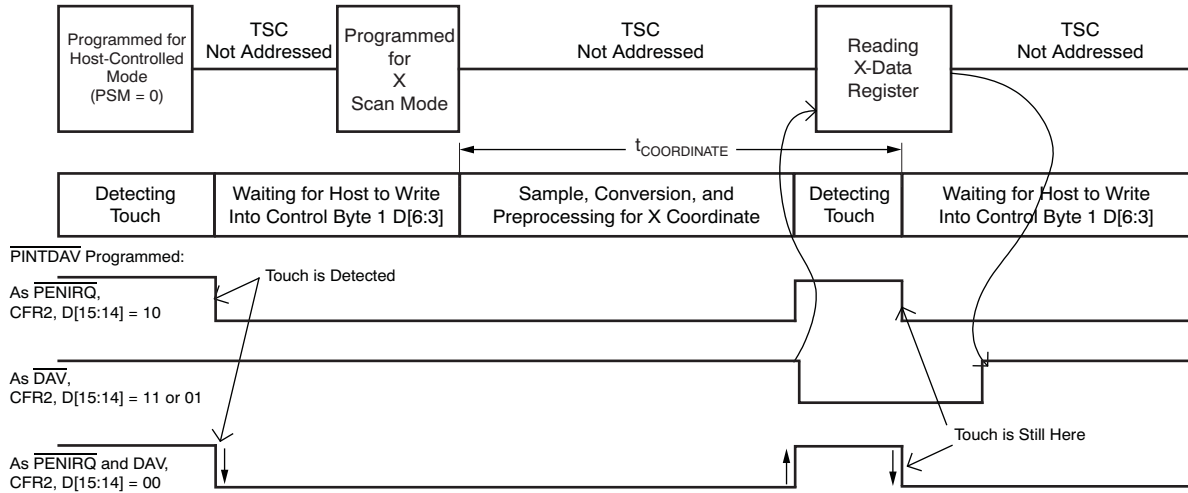 Programmed for
Host-Controlled
Mode
(PSM = 0)
TSC
Not Addressed
Programmed
for
X
Scan Mode
TSC
Not Addressed
Reading
X-Data
Register
TSC
Not Addressed
tCOORDINATE
Detecting
Touch
Waiting for Host to Write
Into Control Byte 1 D[6:3]
Sample, Conversion, and
Preprocessing for X Coordinate
Detecting
Touch
Waiting for Host to Write
Into Control Byte 1 D[6:3]
PINTDAV Programmed:
Touch is Detected
As PENIRQ,
CFR2, D[15:14] = 10
As DAV,
CFR2, D[15:14] = 11 or 01
Touch is Still Here
As PENIRQ and DAV,
CFR2, D[15:14] = 00